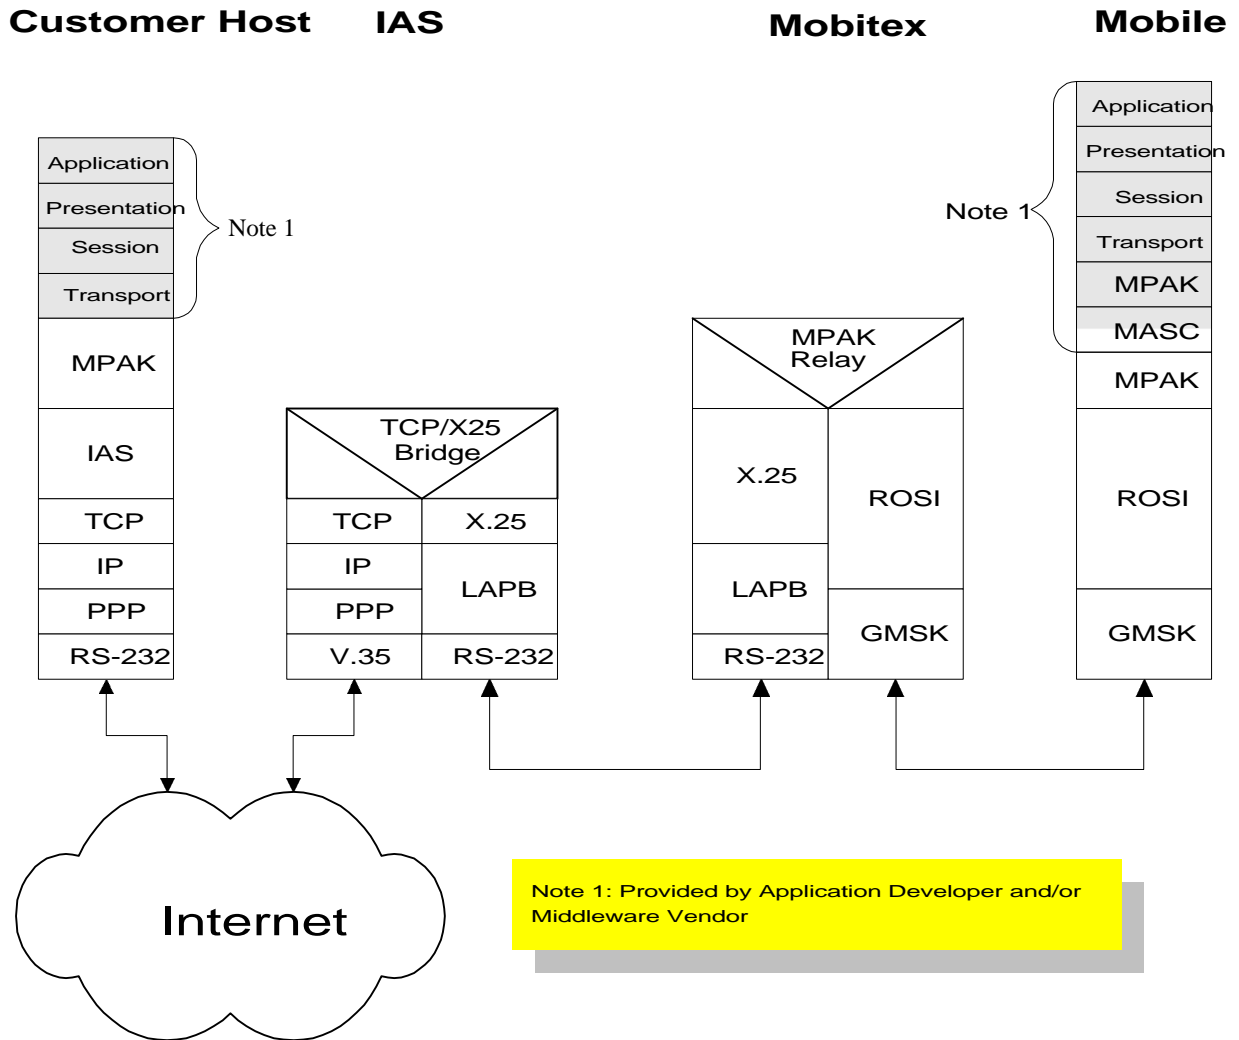 Customer Host
IAS
Mobitex
Mobile
Application
Presentation
Session
Transport
Note 1
MPAK
IAS
TCP
IP
PPP
RS-232
TCP/X25
Bridge
TCP
X.25
IP
LAPB
PPP
V.35
RS-232
MPAK
Relay
X.25
ROSI
LAPB
GMSK
RS-232
Application
Presentation
Session
Note 1
Transport
MPAK
MASC
MPAK
ROSI
GMSK
Internet
Note 1: Provided by Application Developer and/or
Middleware Vendor